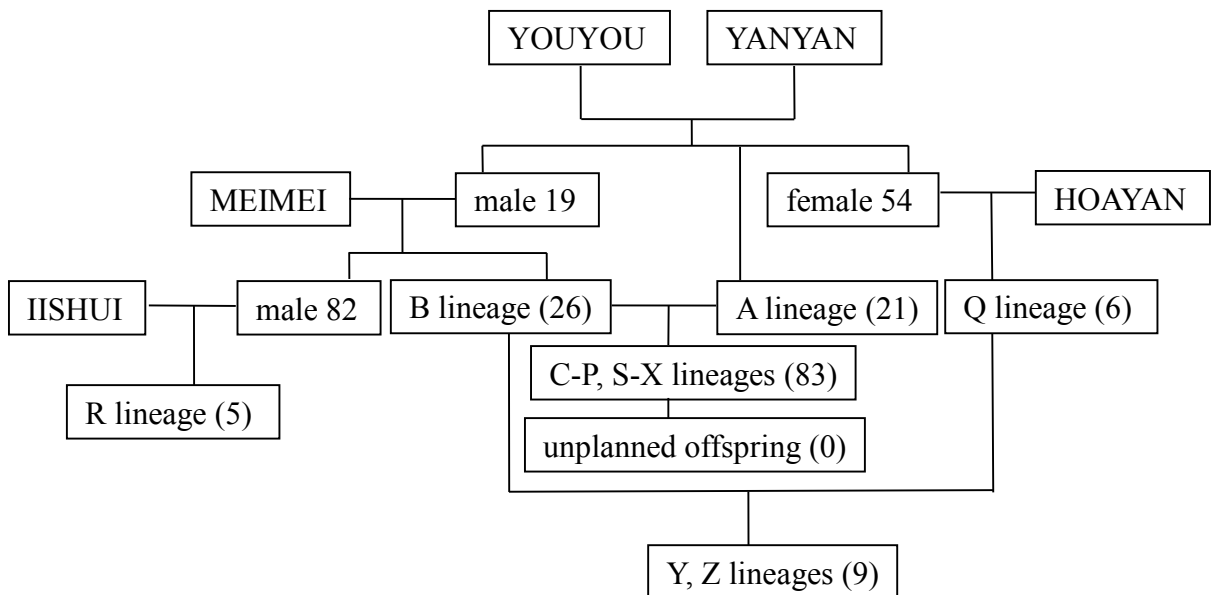 YOUYOU
YANYAN
MEIMEI
male 19
female 54
HOAYAN
IISHUI
male 82
B lineage (26)
A lineage (21)
Q lineage (6)
C-P, S-X lineages (83)
R lineage (5)
unplanned offspring (0)
Y, Z lineages (9)